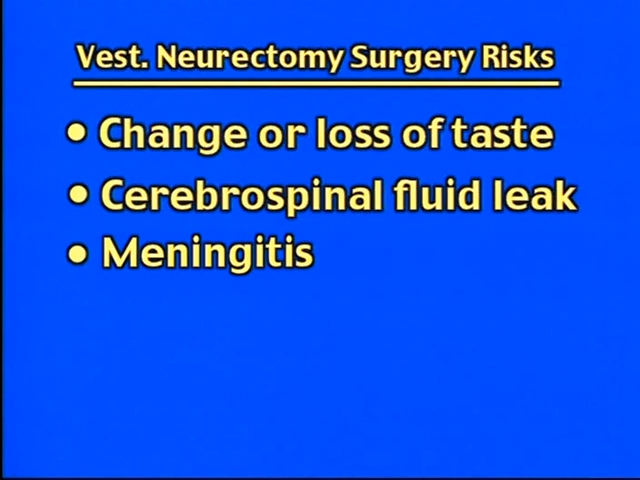 Vest. Neurectomy Surgery Risks
• Change or loss of taste
• Cerebrospinal fluid leak
• Meningitis